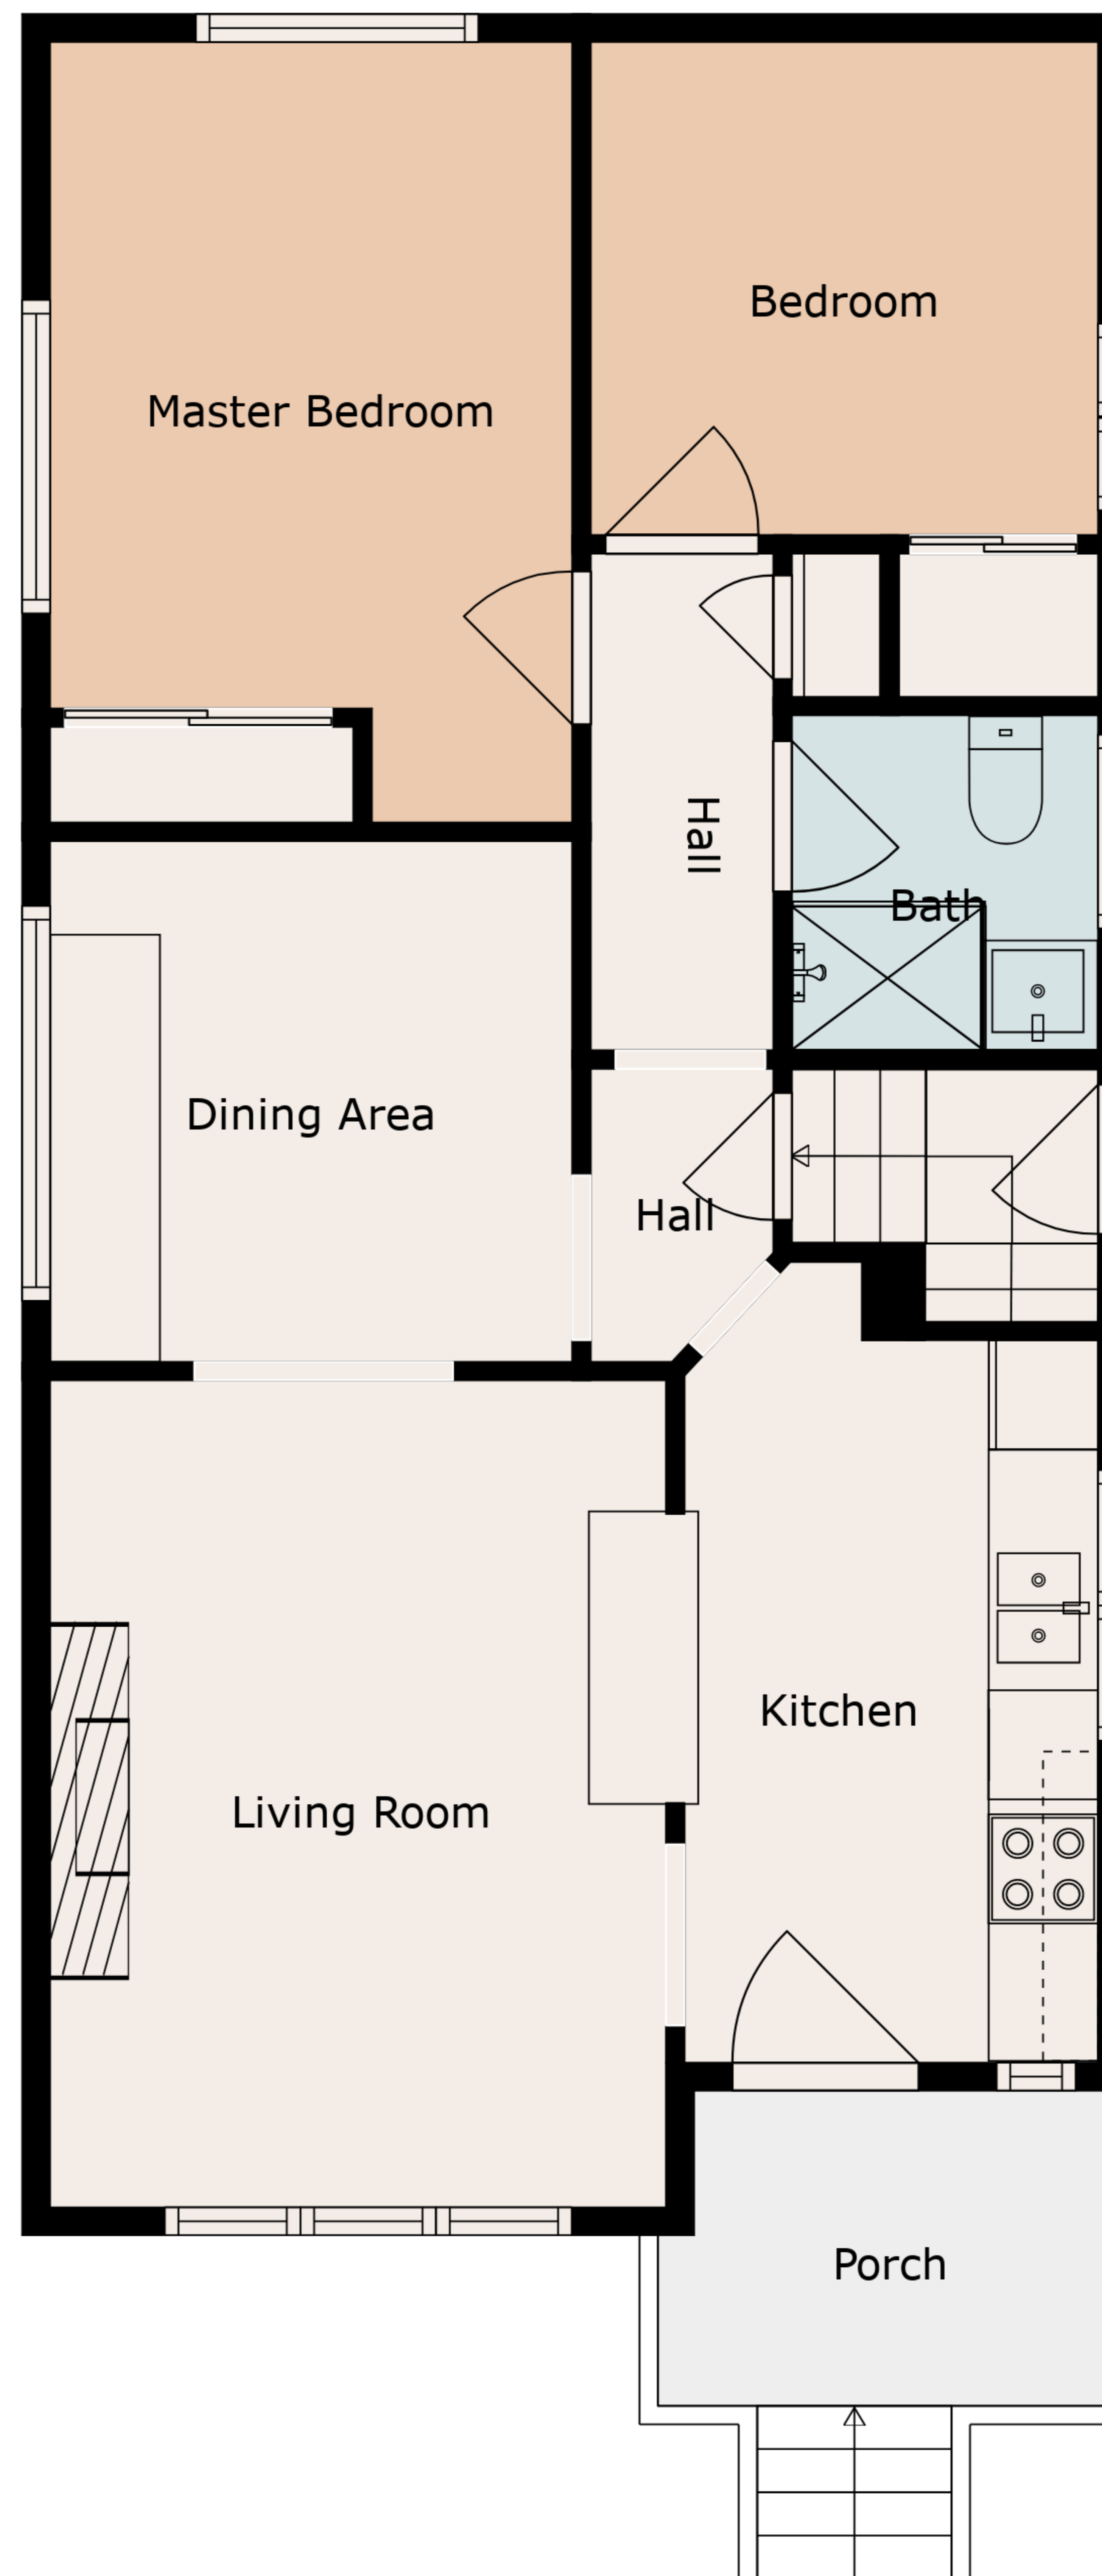 Bedroom
Master Bedroom
Hall
Bath
Dining Area
Hall
Kitchen
Living Room
Porch